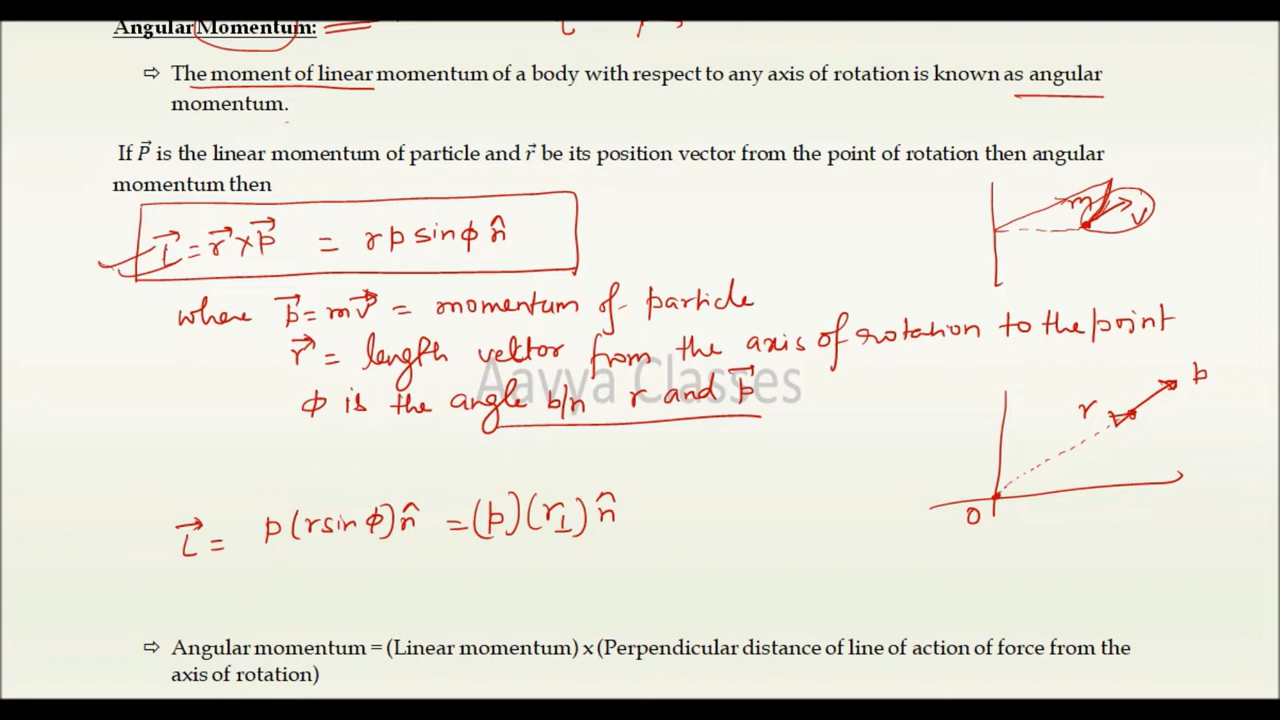 Angular Momentum:
⇨ The moment of linear momentum of a body with respect to any axis of rotation is known as angular
momentum.
If P⃗ is the linear momentum of particle and r⃗ be its position vector from the point of rotation then angular
momentum then
L⃗ = r⃗ × p⃗ = r p sin ϕ n̂
m
v
where p⃗ = mv⃗ = momentum of particle
r⃗ = length vector from the axis of rotation to the point
Aavya Classes
ϕ is the angle b/n r and p⃗
r
p
O
L⃗ = p (r sin ϕ) n̂ = (p) (r⊥) n̂
⇨ Angular momentum = (Linear momentum) x (Perpendicular distance of line of action of force from the
axis of rotation)